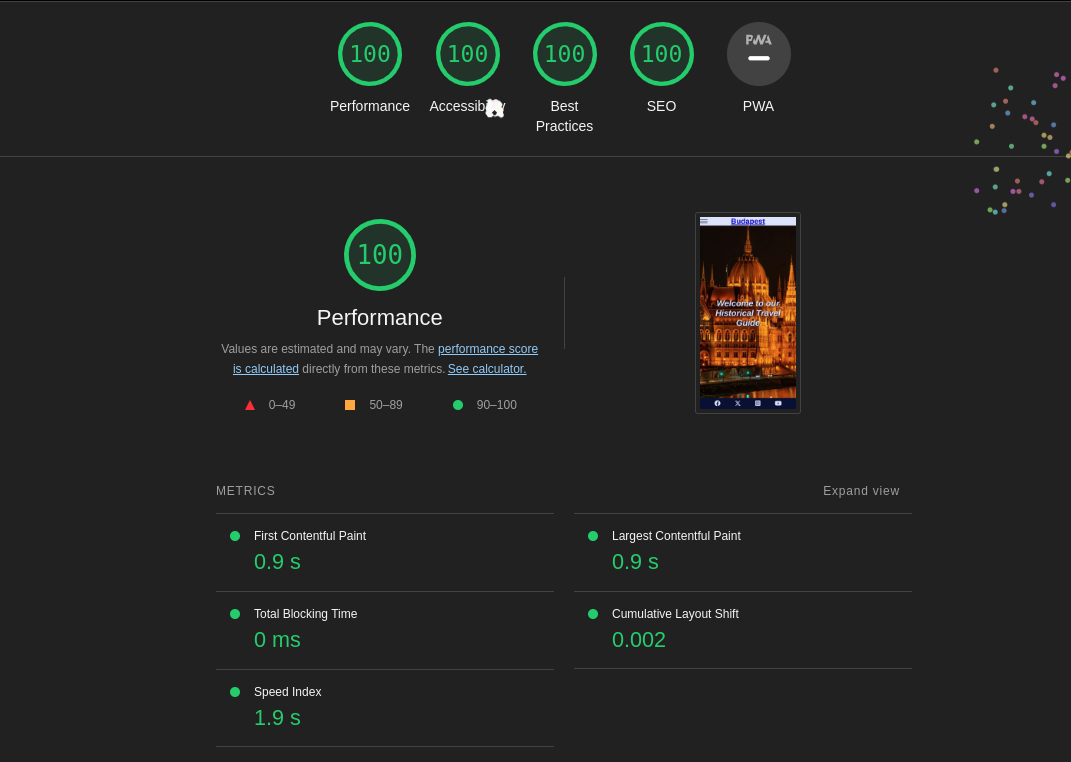 100
100
100
100
PWA
Performance
Accessibility
Best
Practices
SEO
PWA
100
Performance
Values are estimated and may vary. The performance score
is calculated directly from these metrics. See calculator.
0–49
50–89
90–100
Budapest
Welcome to our
Historical Travel
Guide
METRICS
Expand view
First Contentful Paint
0.9 s
Largest Contentful Paint
0.9 s
Total Blocking Time
0 ms
Cumulative Layout Shift
0.002
Speed Index
1.9 s